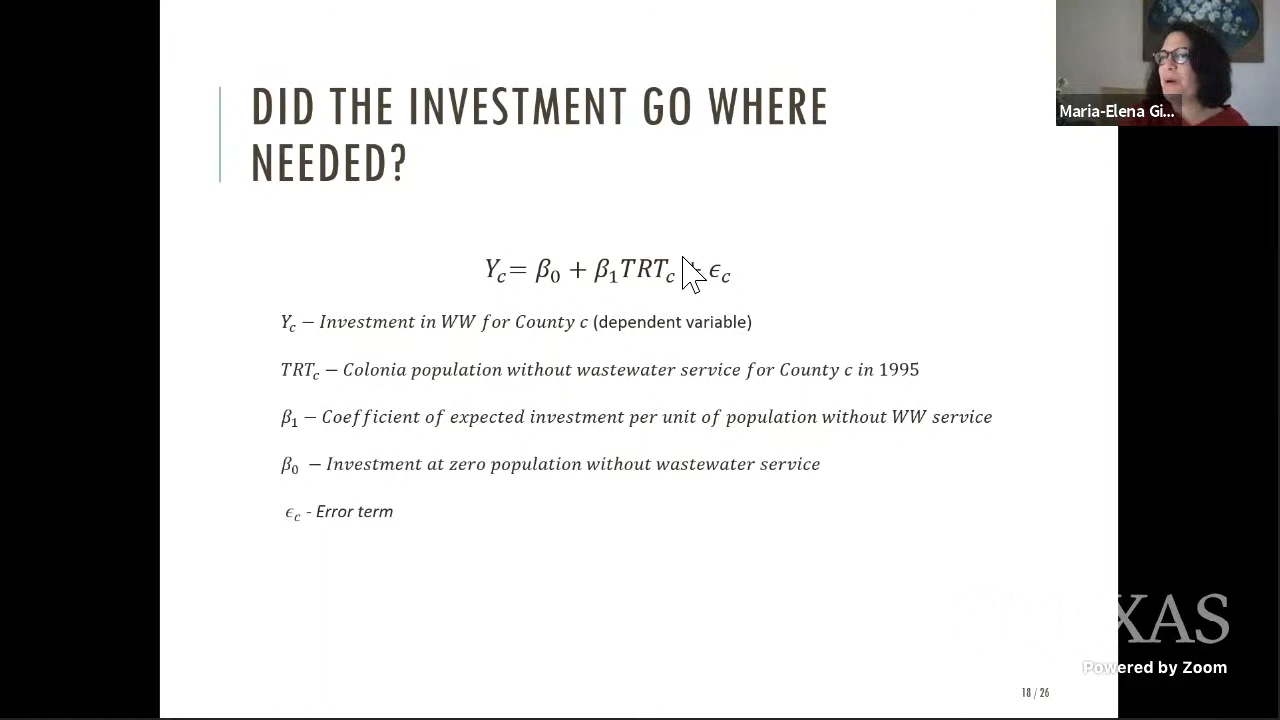 DID THE INVESTMENT GO WHERE
NEEDED?
Y_c = β_0 + β_1TRT_c + ϵ_c
Y_c − Investment in WW for County c (dependent variable)
TRT_c − Colonia population without wastewater service for County c in 1995
β_1 − Coefficient of expected investment per unit of population without WW service
β_0 − Investment at zero population without wastewater service
ϵ_c - Error term
Maria-Elena Gi...
XAS
Powered by Zoom
18 / 26